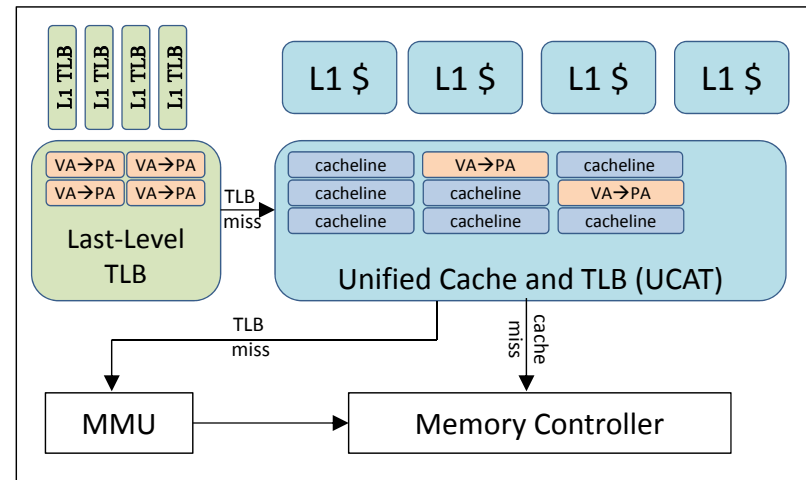 L1 TLB L1 TLB L1 TLB L1 TLB
L1 $ L1 $ L1 $ L1 $
VA→PA VA→PA
VA→PA VA→PA
Last-Level
TLB
TLB
miss
cacheline VA→PA cacheline
cacheline cacheline VA→PA
cacheline cacheline cacheline
Unified Cache and TLB (UCAT)
TLB
miss
cache
miss
MMU
Memory Controller